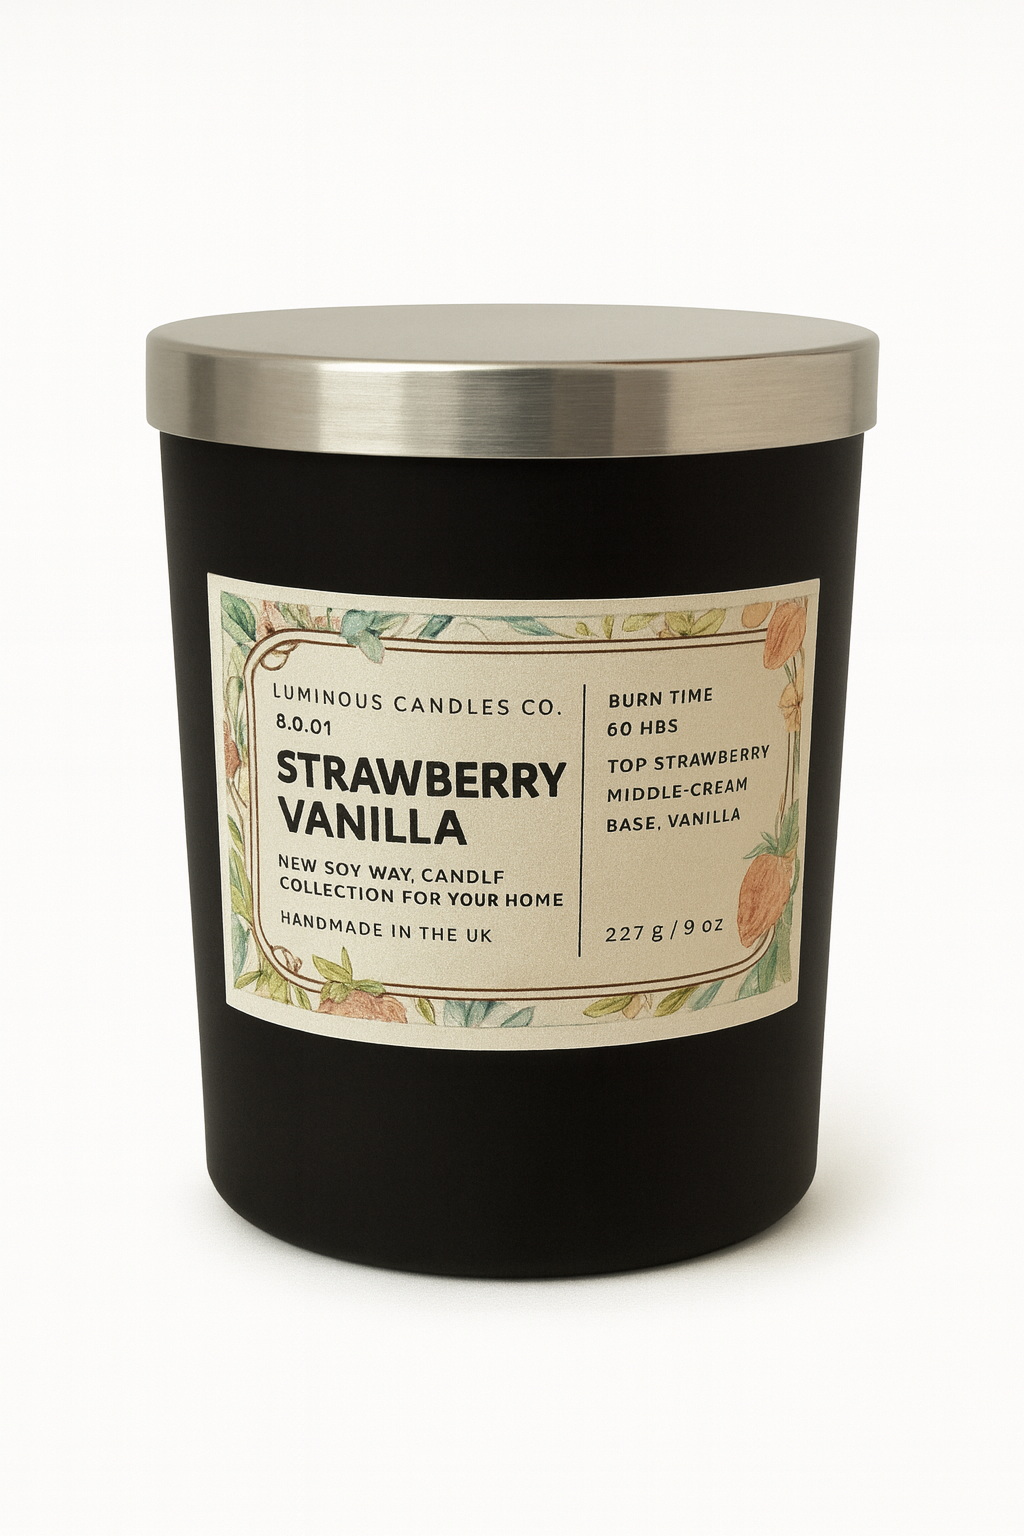 LUMINOUS CANDLES CO.
8.0.01
STRAWBERRY
VANILLA
NEW SOY WAY, CANDLF
COLLECTION FOR YOUR HOME
HANDMADE IN THE UK
BURN TIME
60 HBS
TOP STRAWBERRY
MIDDLE-CREAM
BASE, VANILLA
227 g / 9 oz